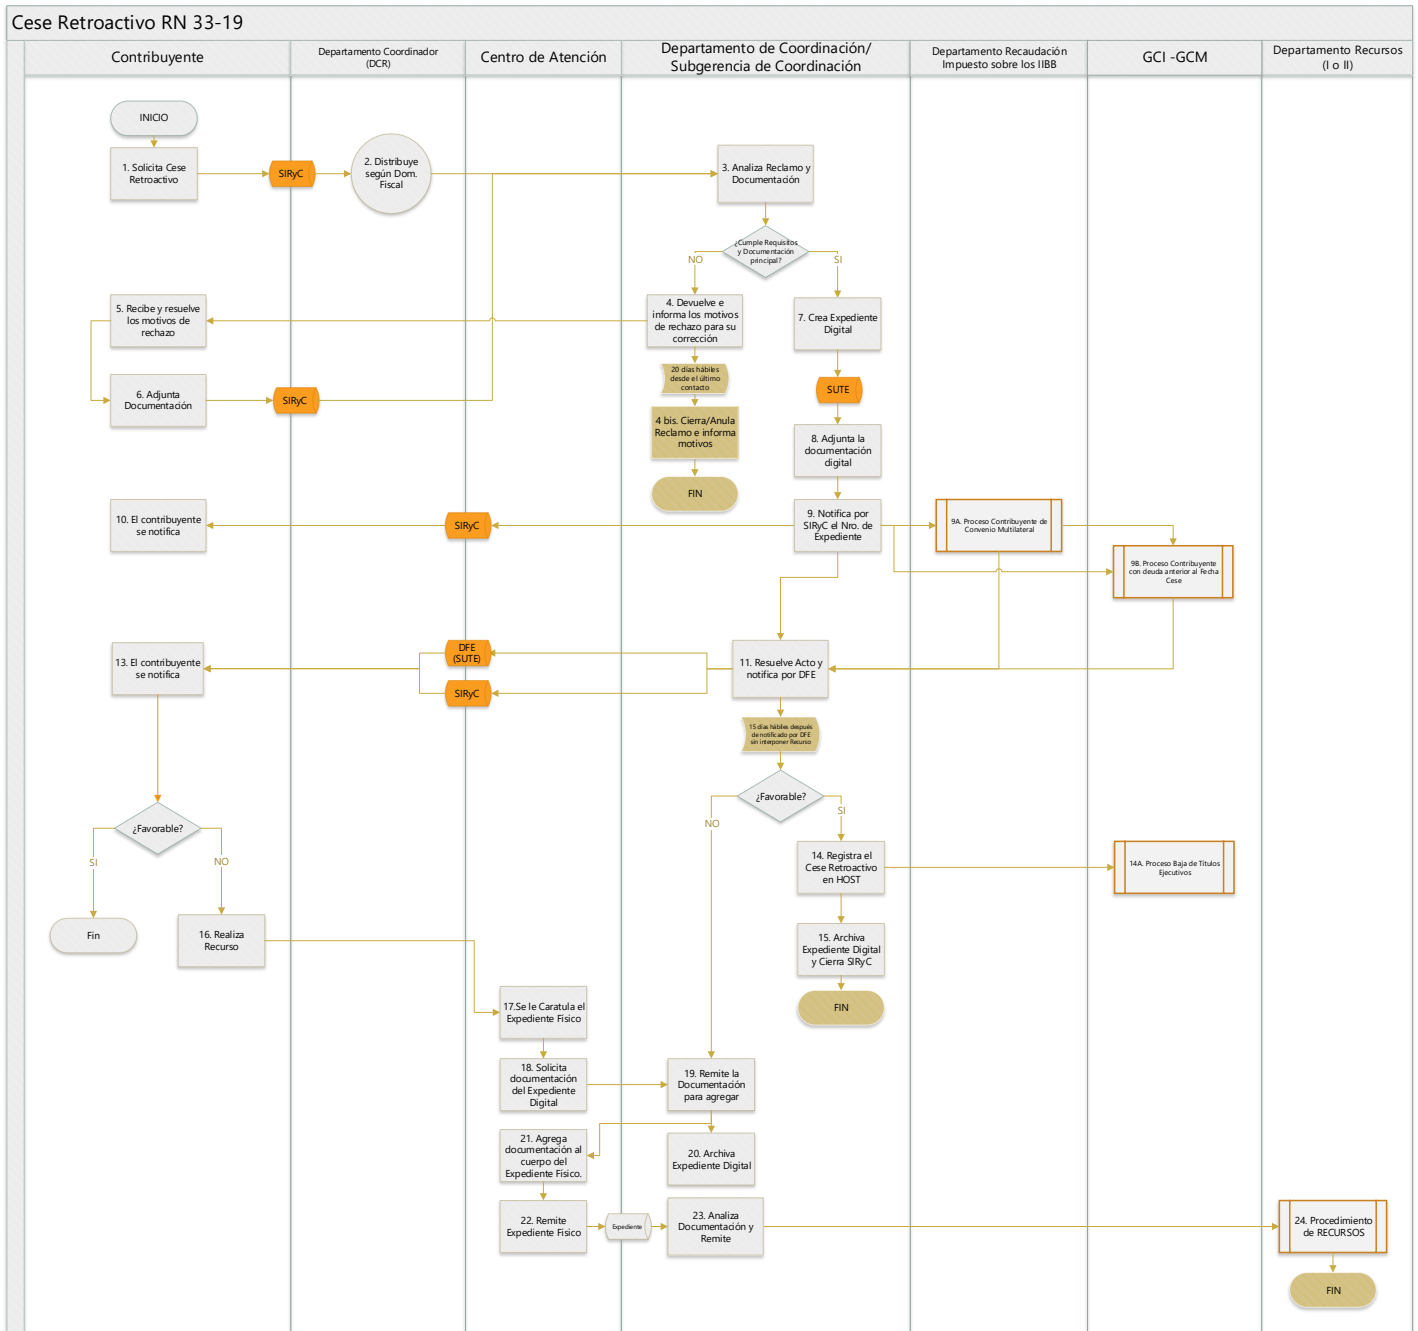 Cese Retroactivo RN 33-19
Contribuyente
Departamento Coordinador
(DCR)
Centro de Atención
Departamento de Coordinación/
Subgerencia de Coordinación
Departamento Recaudación
Impuesto sobre los IIBB
GCI -GCM
Departamento Recursos
(I o II)
INICIO
1. Solicita Cese
Retroactivo
SIRyC
2. Distribuye
según Dom.
Fiscal
3. Analiza Reclamo y
Documentación
¿Cumple Requisitos
y Documentación
principal?
NO
SI
5. Recibe y resuelve
los motivos de
rechazo
4. Devuelve e
informa los motivos
de rechazo para su
corrección
7. Crea Expediente
Digital
20 días hábiles
desde el último
contacto
SUTE
6. Adjunta
Documentación
SIRyC
4 bis. Cierra/Anula
Reclamo e informa
motivos
8. Adjunta la
documentación
digital
FIN
10. El contribuyente
se notifica
SIRyC
9. Notifica por
SIRyC el Nro. de
Expediente
9A. Proceso Contribuyente de
Convenio Multilateral
9B. Proceso Contribuyente
con deuda anterior al Fecha
Cese
13. El contribuyente
se notifica
DFE
(SUTE)
SIRyC
11. Resuelve Acto y
notifica por DFE
15 días hábiles después
de notificado por DFE
sin interponer Recurso
¿Favorable?
NO
SI
¿Favorable?
SI
NO
14. Registra el
Cese Retroactivo
en HOST
14A. Proceso Baja de Títulos
Ejecutivos
Fin
16. Realiza
Recurso
15. Archiva
Expediente Digital
y Cierra SIRyC
FIN
17.Se le Caratula el
Expediente Fisico
18. Solicita
documentación
del Expediente
Digital
19. Remite la
Documentación
para agregar
21. Agrega
documentación al
cuerpo del
Expediente Físico.
20. Archiva
Expediente Digital
22. Remite
Expediente Fisico
Expediente
23. Analiza
Documentación y
Remite
24. Procedimiento
de RECURSOS
FIN